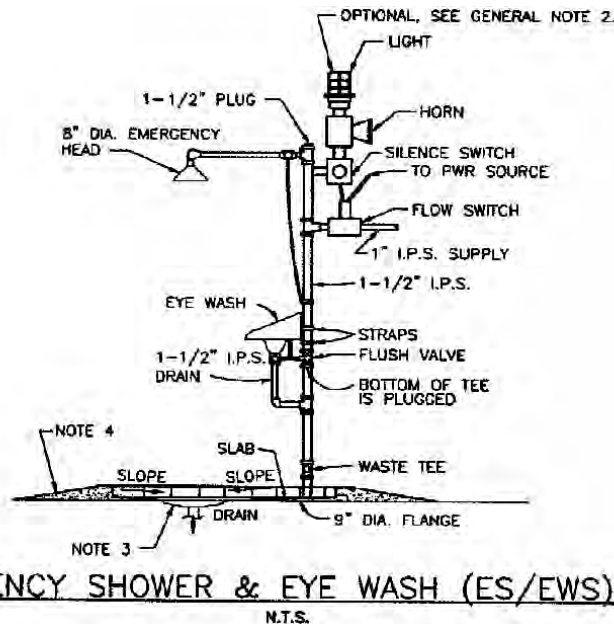 OPTIONAL, SEE GENERAL NOTE 2.
LIGHT
1-1/2" PLUG
HORN
8" DIA. EMERGENCY
HEAD
SILENCE SWITCH
TO PWR SOURCE
FLOW SWITCH
1" I.P.S. SUPPLY
1-1/2" I.P.S.
EYE WASH
STRAPS
1-1/2" I.P.S.
DRAIN
FLUSH VALVE
BOTTOM OF TEE
IS PLUGGED
NOTE 4
SLAB
WASTE TEE
SLOPE
SLOPE
DRAIN
9" DIA. FLANGE
NOTE 3
ENCY SHOWER & EYE WASH (ES/EWS)
N.T.S.